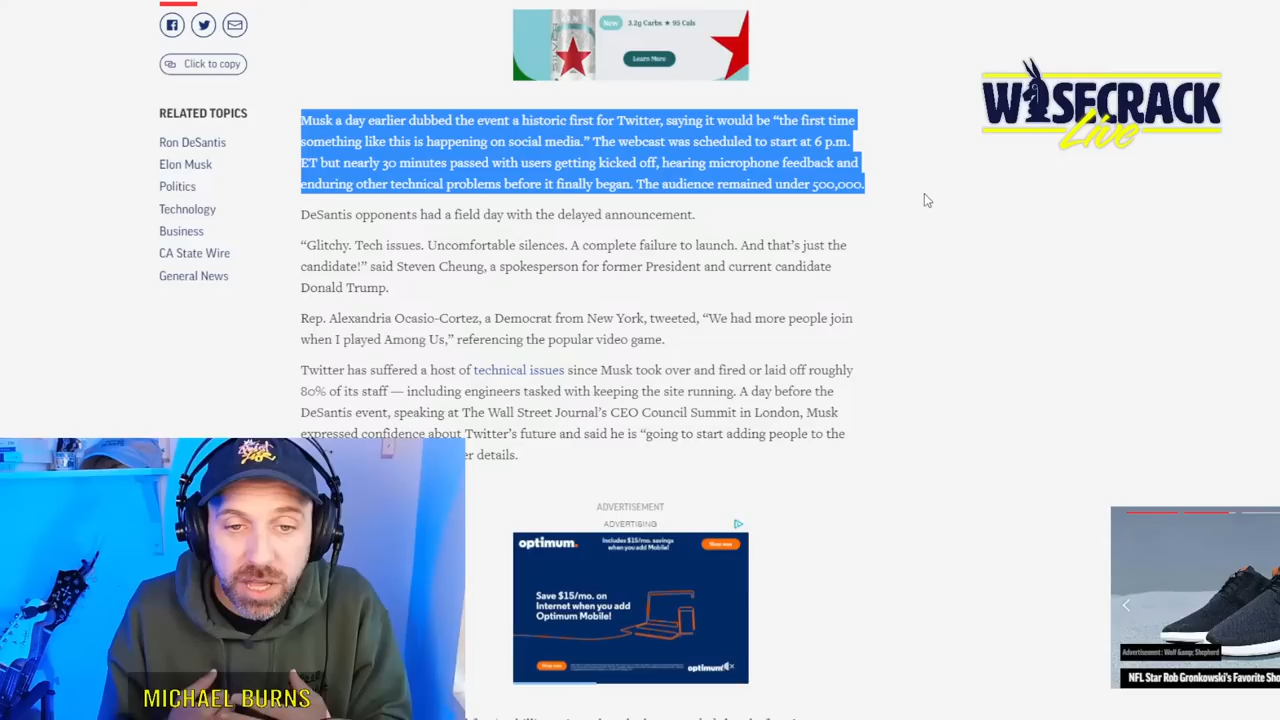 New 3.2g Carbs ★ 95 Cals
Learn More
WISECRACK
Live
Click to copy
RELATED TOPICS
Ron DeSantis
Elon Musk
Politics
Technology
Business
CA State Wire
General News
Musk a day earlier dubbed the event a historic first for Twitter, saying it would be “the first time
something like this is happening on social media.” The webcast was scheduled to start at 6 p.m.
ET but nearly 30 minutes passed with users getting kicked off, hearing microphone feedback and
enduring other technical problems before it finally began. The audience remained under 500,000.
DeSantis opponents had a field day with the delayed announcement.
“Glitchy. Tech issues. Uncomfortable silences. A complete failure to launch. And that’s just the
candidate!” said Steven Cheung, a spokesperson for former President and current candidate
Donald Trump.
Rep. Alexandria Ocasio-Cortez, a Democrat from New York, tweeted, “We had more people join
when I played Among Us,” referencing the popular video game.
Twitter has suffered a host of technical issues since Musk took over and fired or laid off roughly
80% of its staff — including engineers tasked with keeping the site running. A day before the
DeSantis event, speaking at The Wall Street Journal’s CEO Council Summit in London, Musk
expressed confidence about Twitter’s future and said he is “going to start adding people to the
details.
ADVERTISEMENT
ADVERTISING
optimum.
Includes $15/mo. savings
when you add Mobile!
Shop now
Save $15/mo. on
Internet when you add
Optimum Mobile!
Shop now
optimum.
Advertisement: Wolf &amp; Shepherd
NFL Star Rob Gronkowski's Favorite Sho
MICHAEL BURNS